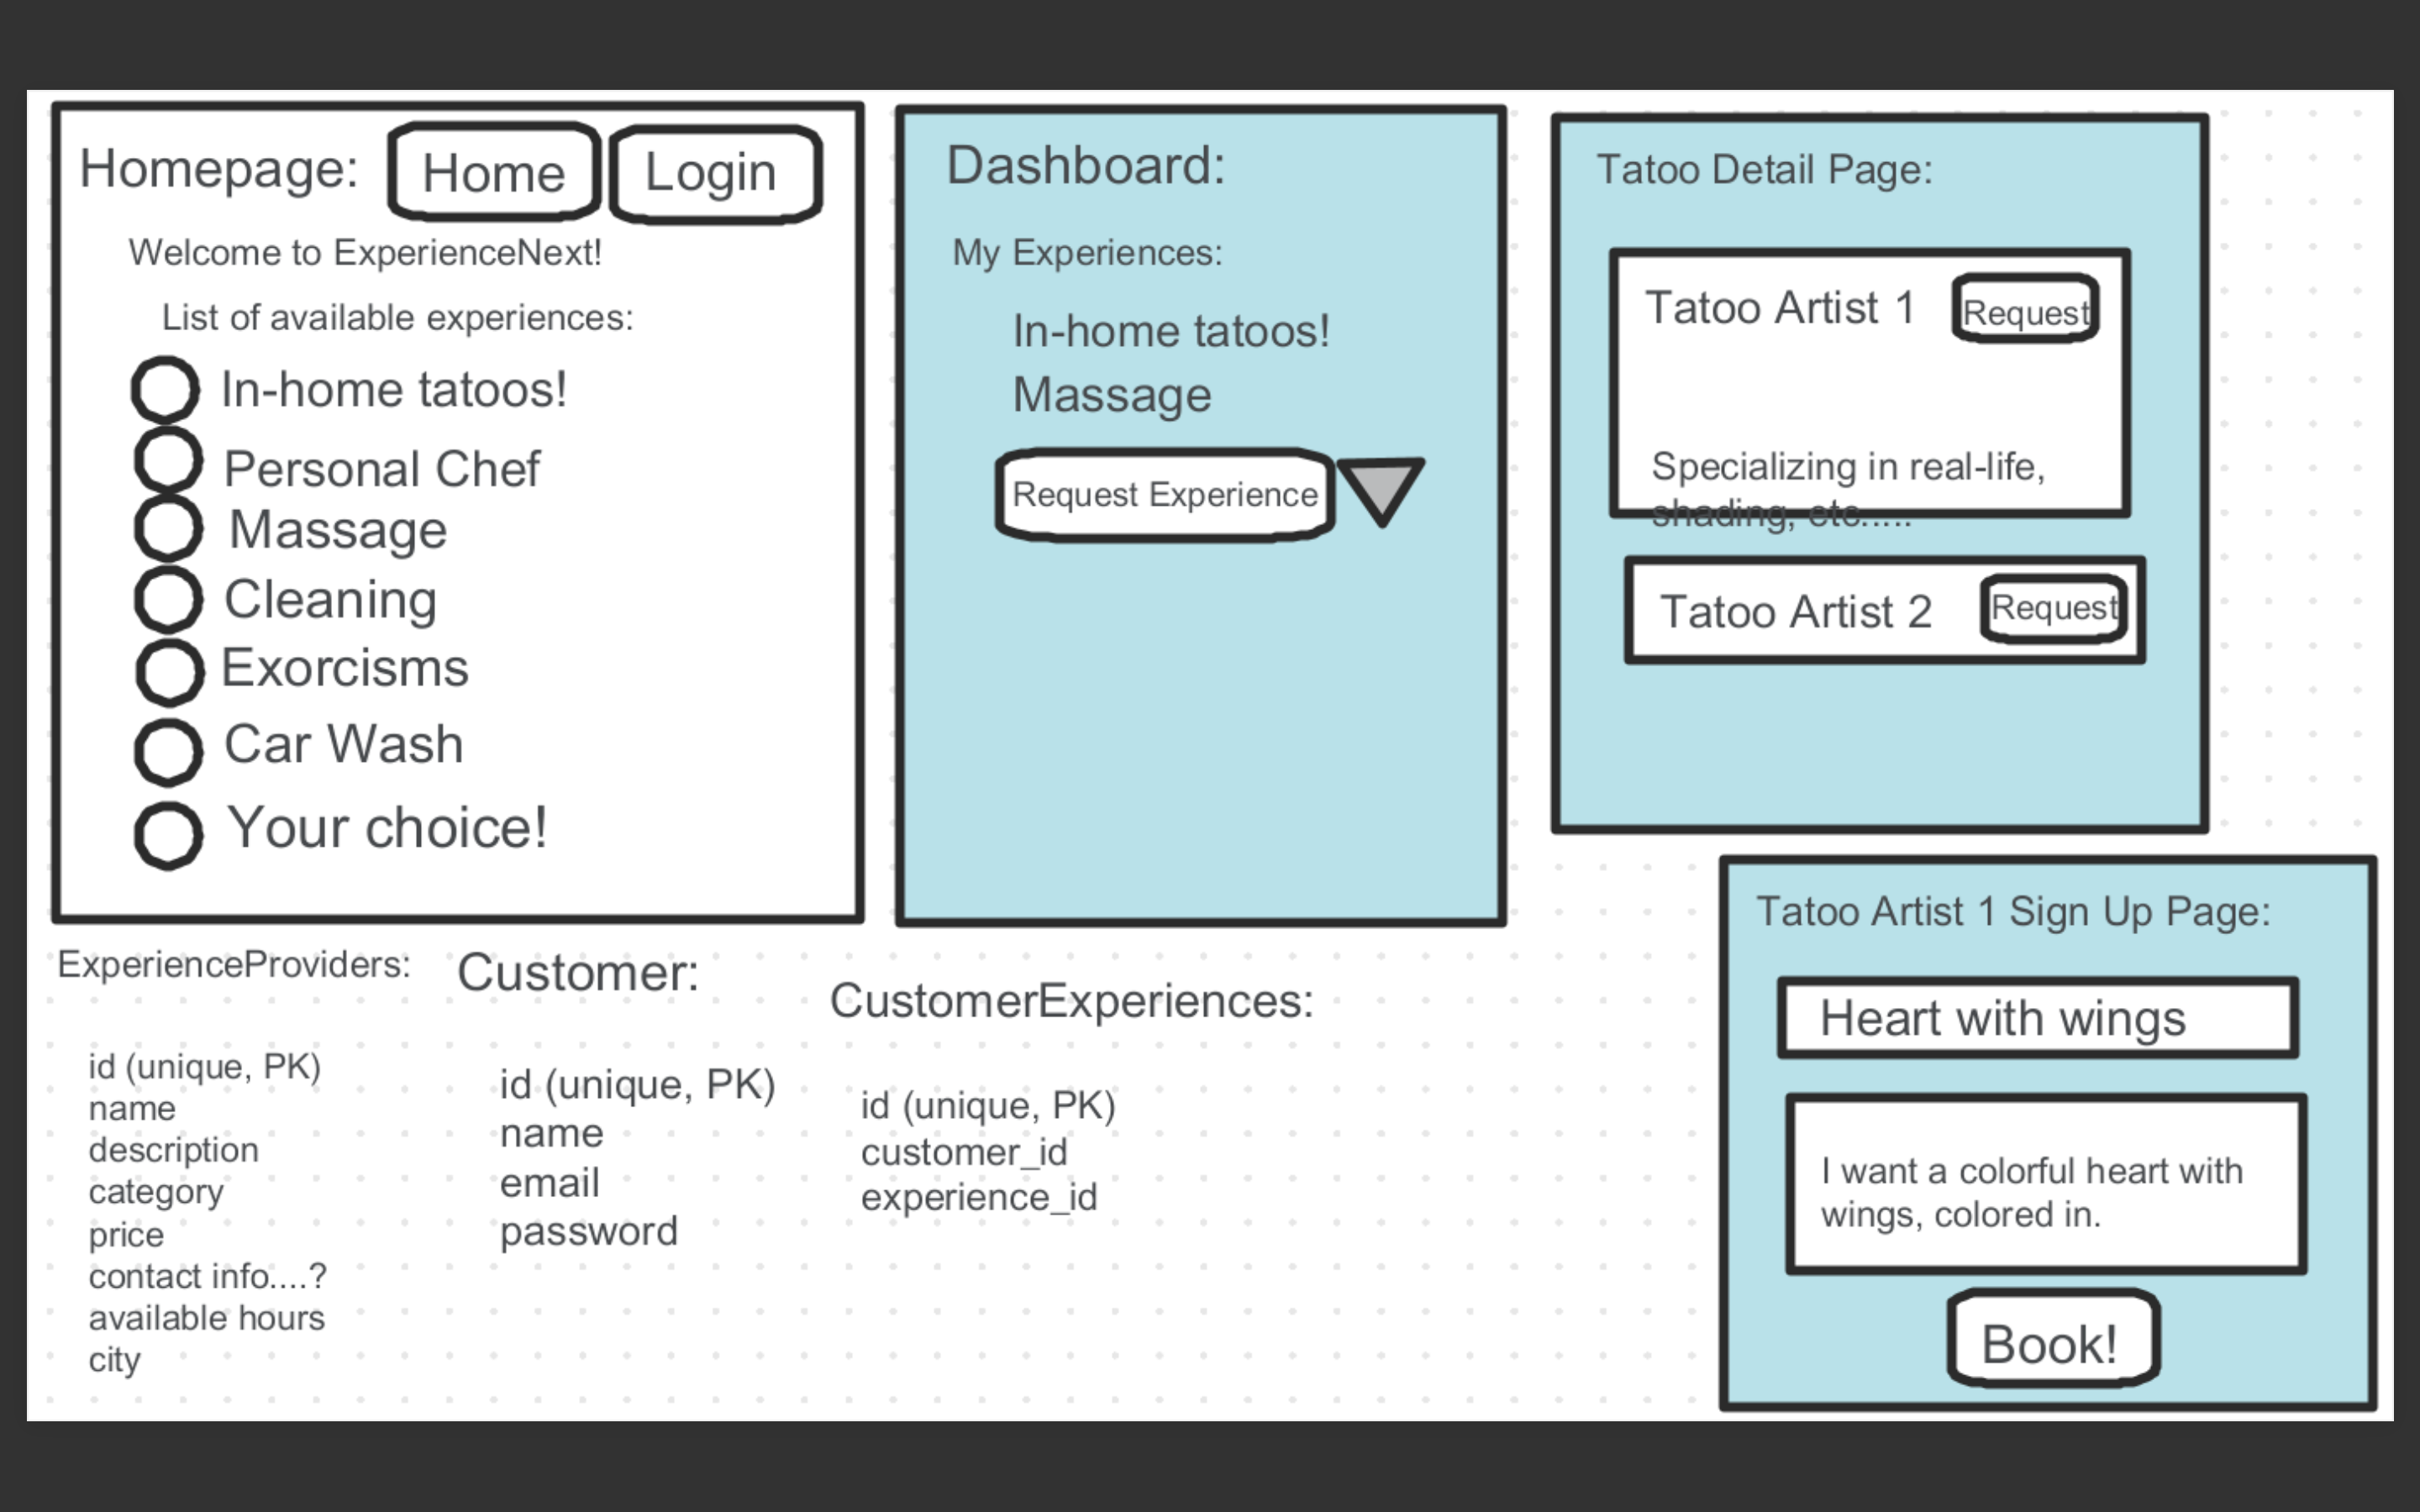 Homepage:
Home
Login
Welcome to ExperienceNext!
List of available experiences:
In-home tatoos!
Personal Chef
Massage
Cleaning
Exorcisms
Car Wash
Your choice!
Dashboard:
My Experiences:
In-home tatoos!
Massage
Request Experience
Tatoo Detail Page:
Tatoo Artist 1
Request
Specializing in real-life,
shading, etc.....
Tatoo Artist 2
Request
Tatoo Artist 1 Sign Up Page:
Heart with wings
I want a colorful heart with
wings, colored in.
Book!
ExperienceProviders:
id (unique, PK)
name
description
category
price
contact info....?
available hours
city
Customer:
id (unique, PK)
name
email
password
CustomerExperiences:
id (unique, PK)
customer_id
experience_id